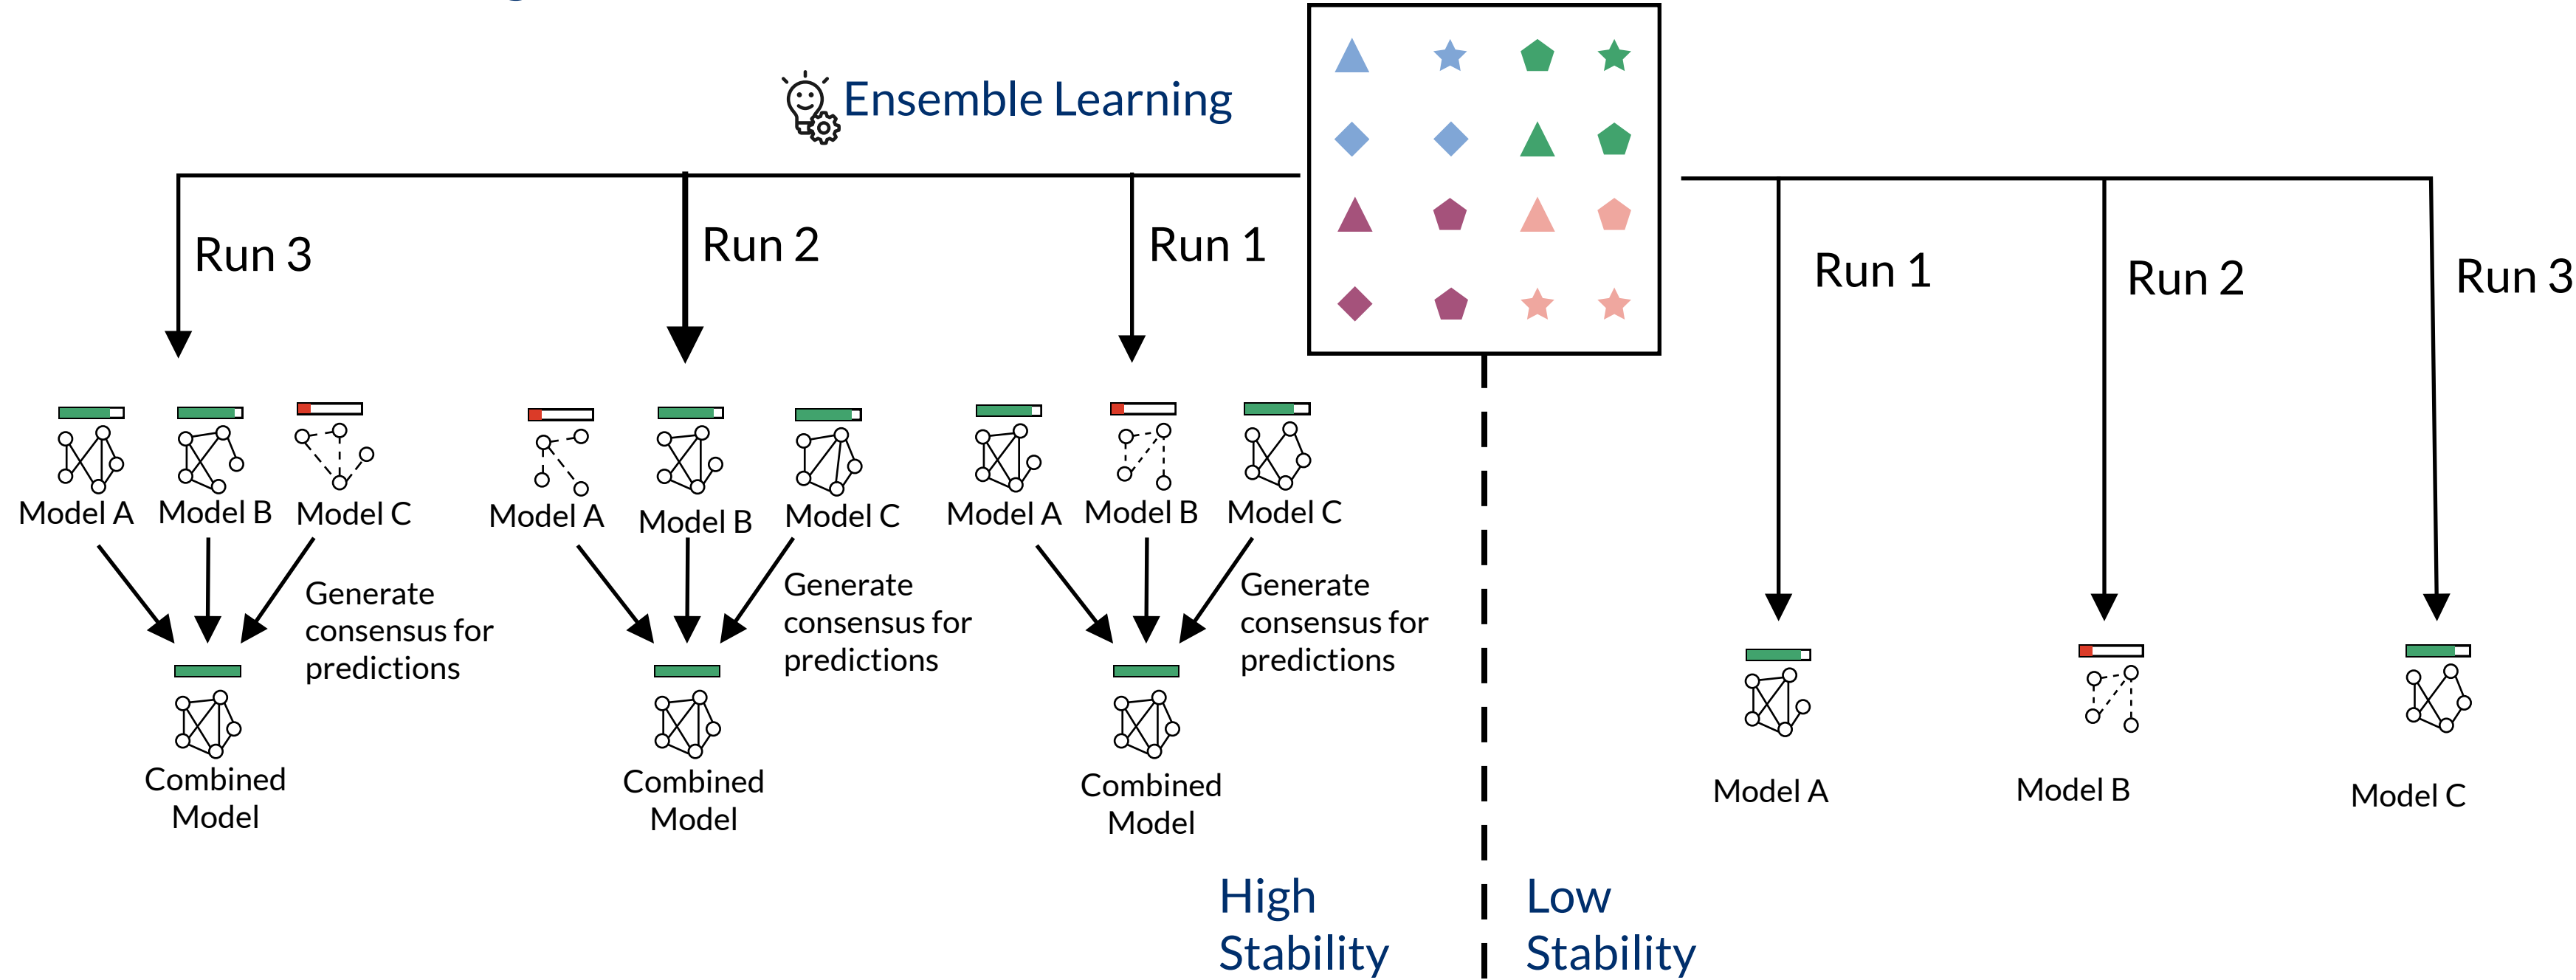 Ensemble Learning
Run 3
Run 2
Run 1
Run 1
Run 2
Run 3
Model A
Model B
Model C
Model A
Model B
Model C
Model A
Model B
Model C
Generate
consensus for
predictions
Generate
consensus for
predictions
Generate
consensus for
predictions
Combined
Model
Combined
Model
Combined
Model
Model A
Model B
Model C
High
Stability
Low
Stability